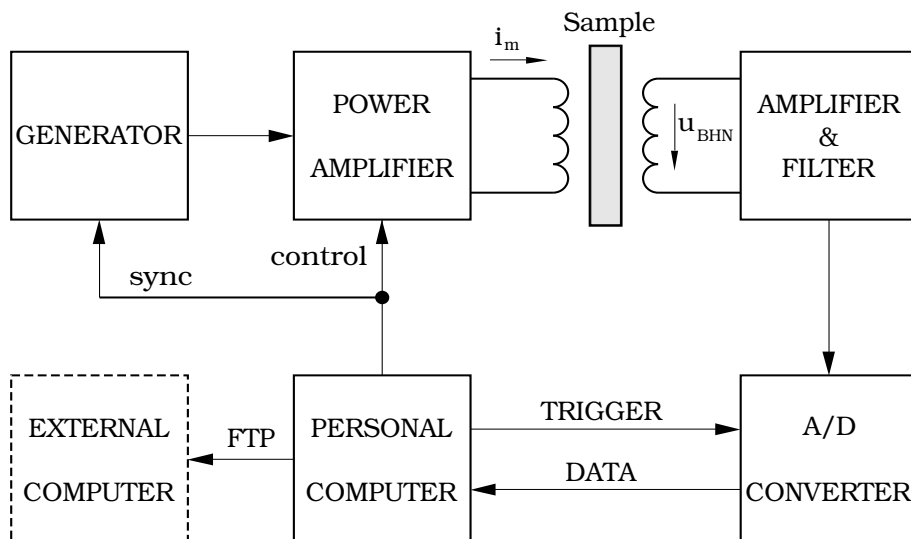 Sample
i_m
GENERATOR
POWER
AMPLIFIER
u_BHN
AMPLIFIER
&
FILTER
control
sync
EXTERNAL
COMPUTER
FTP
PERSONAL
COMPUTER
TRIGGER
DATA
A/D
CONVERTER